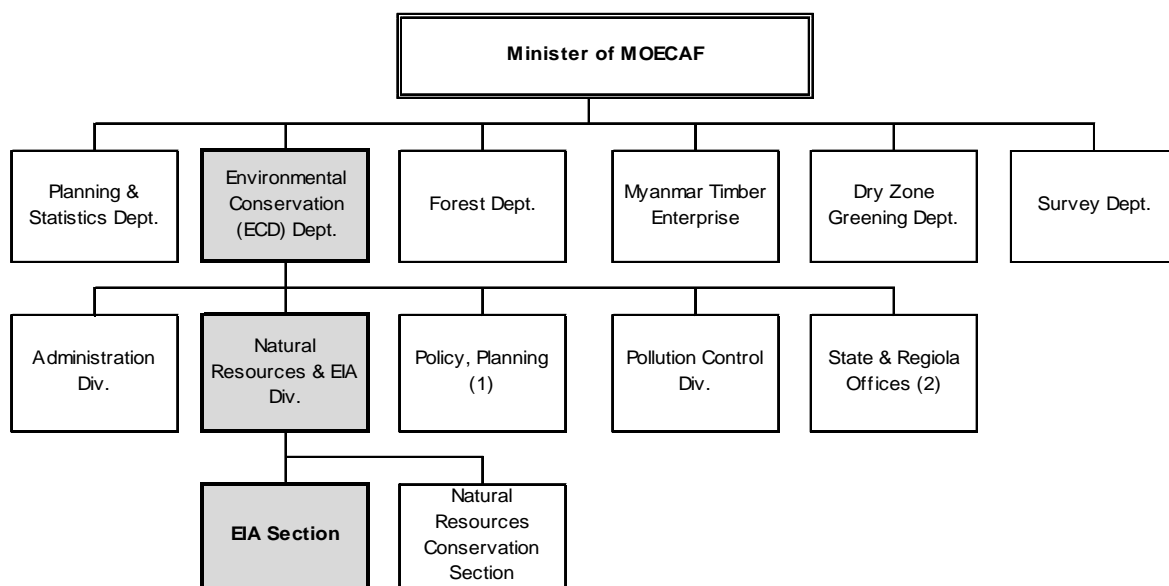 Minister of MOECAF
Planning &
Statistics Dept.
Environmental
Conservation
(ECD) Dept.
Forest Dept.
Myanmar Timber
Enterprise
Dry Zone
Greening Dept.
Survey Dept.
Administration
Div.
Natural
Resources & EIA
Div.
Policy, Planning
(1)
Pollution Control
Div.
State & Regiola
Offices (2)
EIA Section
Natural
Resources
Conservation
Section